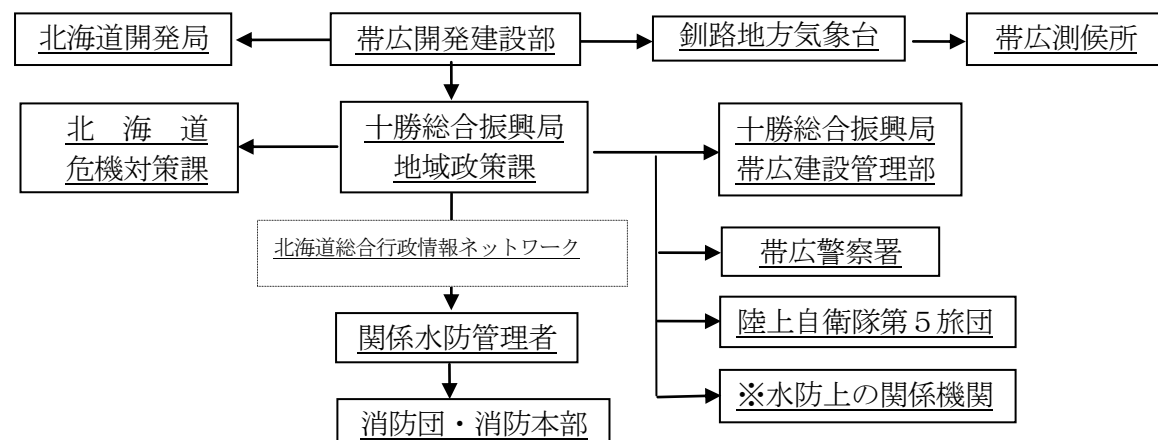 北海道開発局
帯広開発建設部
釧路地方気象台
帯広測候所
北　海　道
危機対策課
十勝総合振興局
地域政策課
十勝総合振興局
帯広建設管理部
北海道総合行政情報ネットワーク
帯広警察署
陸上自衛隊第５旅団
関係水防管理者
※水防上の関係機関
消防団・消防本部